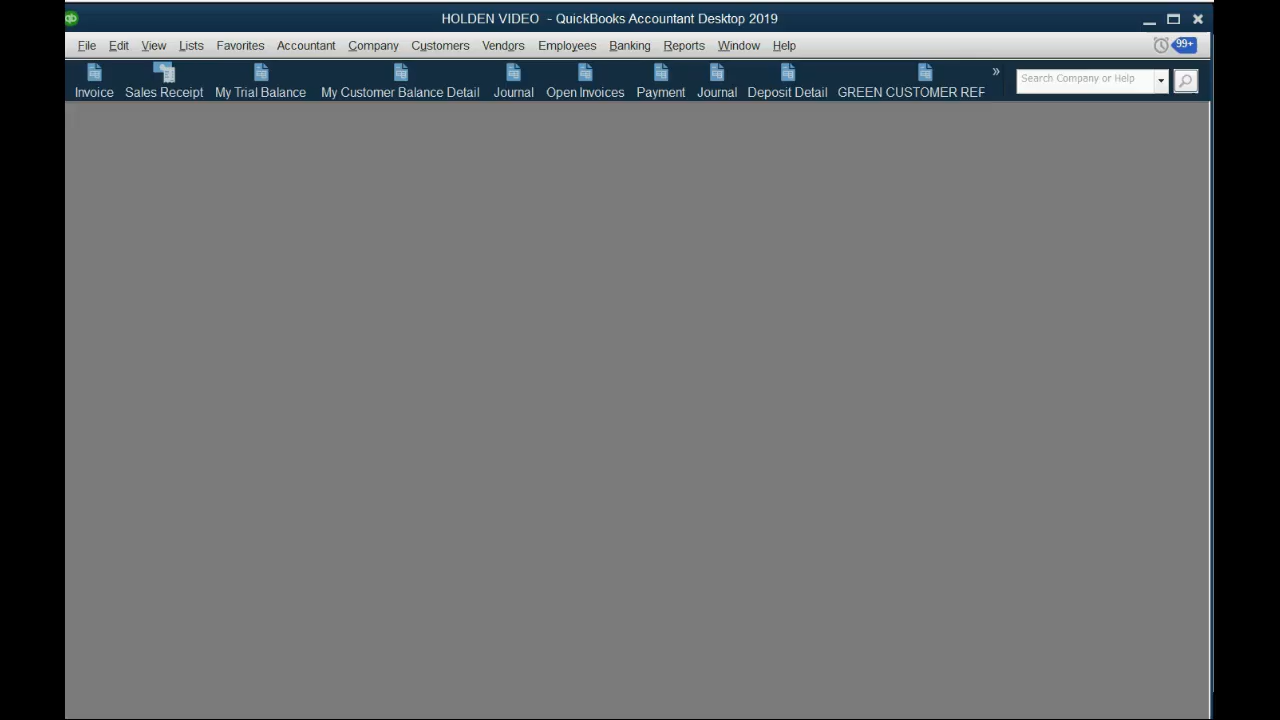 HOLDEN VIDEO - QuickBooks Accountant Desktop 2019
File Edit View Lists Favorites Accountant Company Customers Vendors Employees Banking Reports Window Help
99+
Invoice Sales Receipt My Trial Balance My Customer Balance Detail Journal Open Invoices Payment Journal Deposit Detail GREEN CUSTOMER REF
»
Search Company or Help